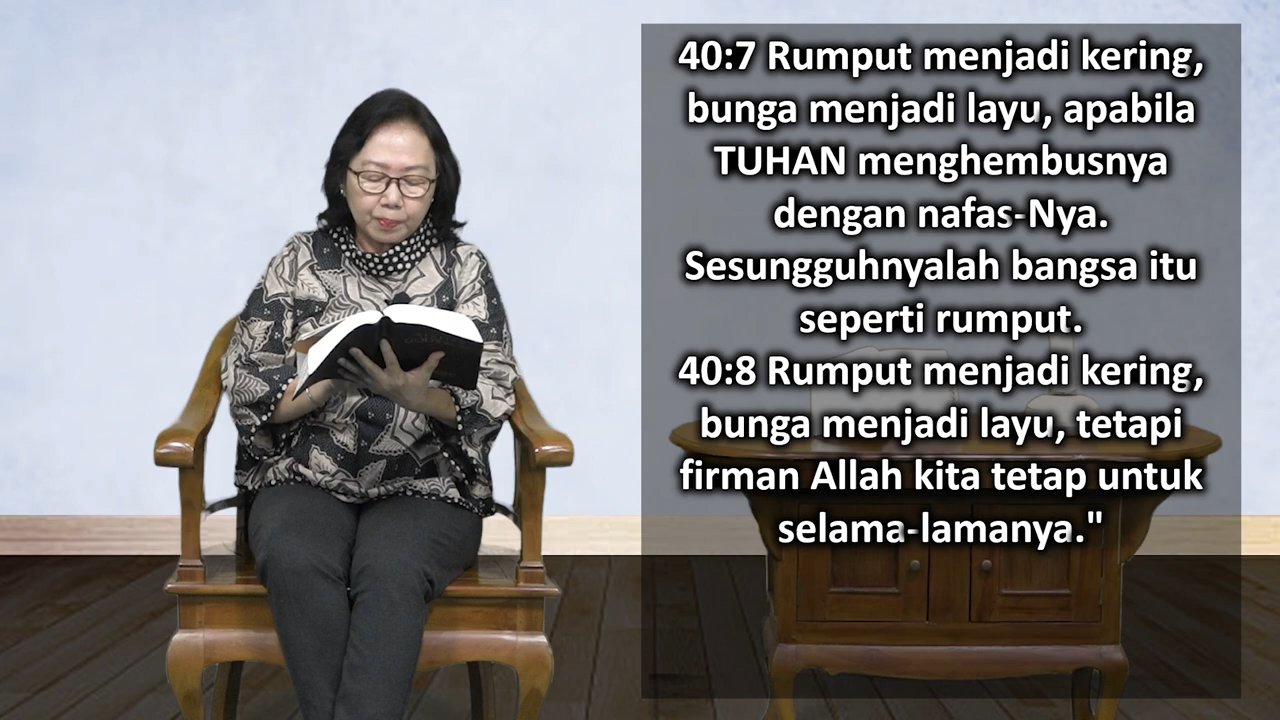 40:7 Rumput menjadi kering,
bunga menjadi layu, apabila
TUHAN menghembusnya
dengan nafas-Nya.
Sesungguhnyalah bangsa itu
seperti rumput.
40:8 Rumput menjadi kering,
bunga menjadi layu, tetapi
firman Allah kita tetap untuk
selama-lamanya."